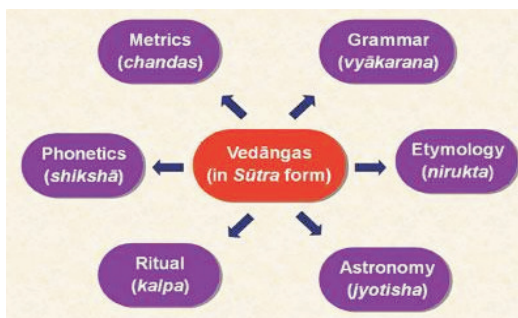 Metrics
(chandas)
Grammar
(vyākarana)
Phonetics
(shikshā)
Vedāngas
(in Sūtra form)
Etymology
(nirukta)
Ritual
(kalpa)
Astronomy
(jyotisha)